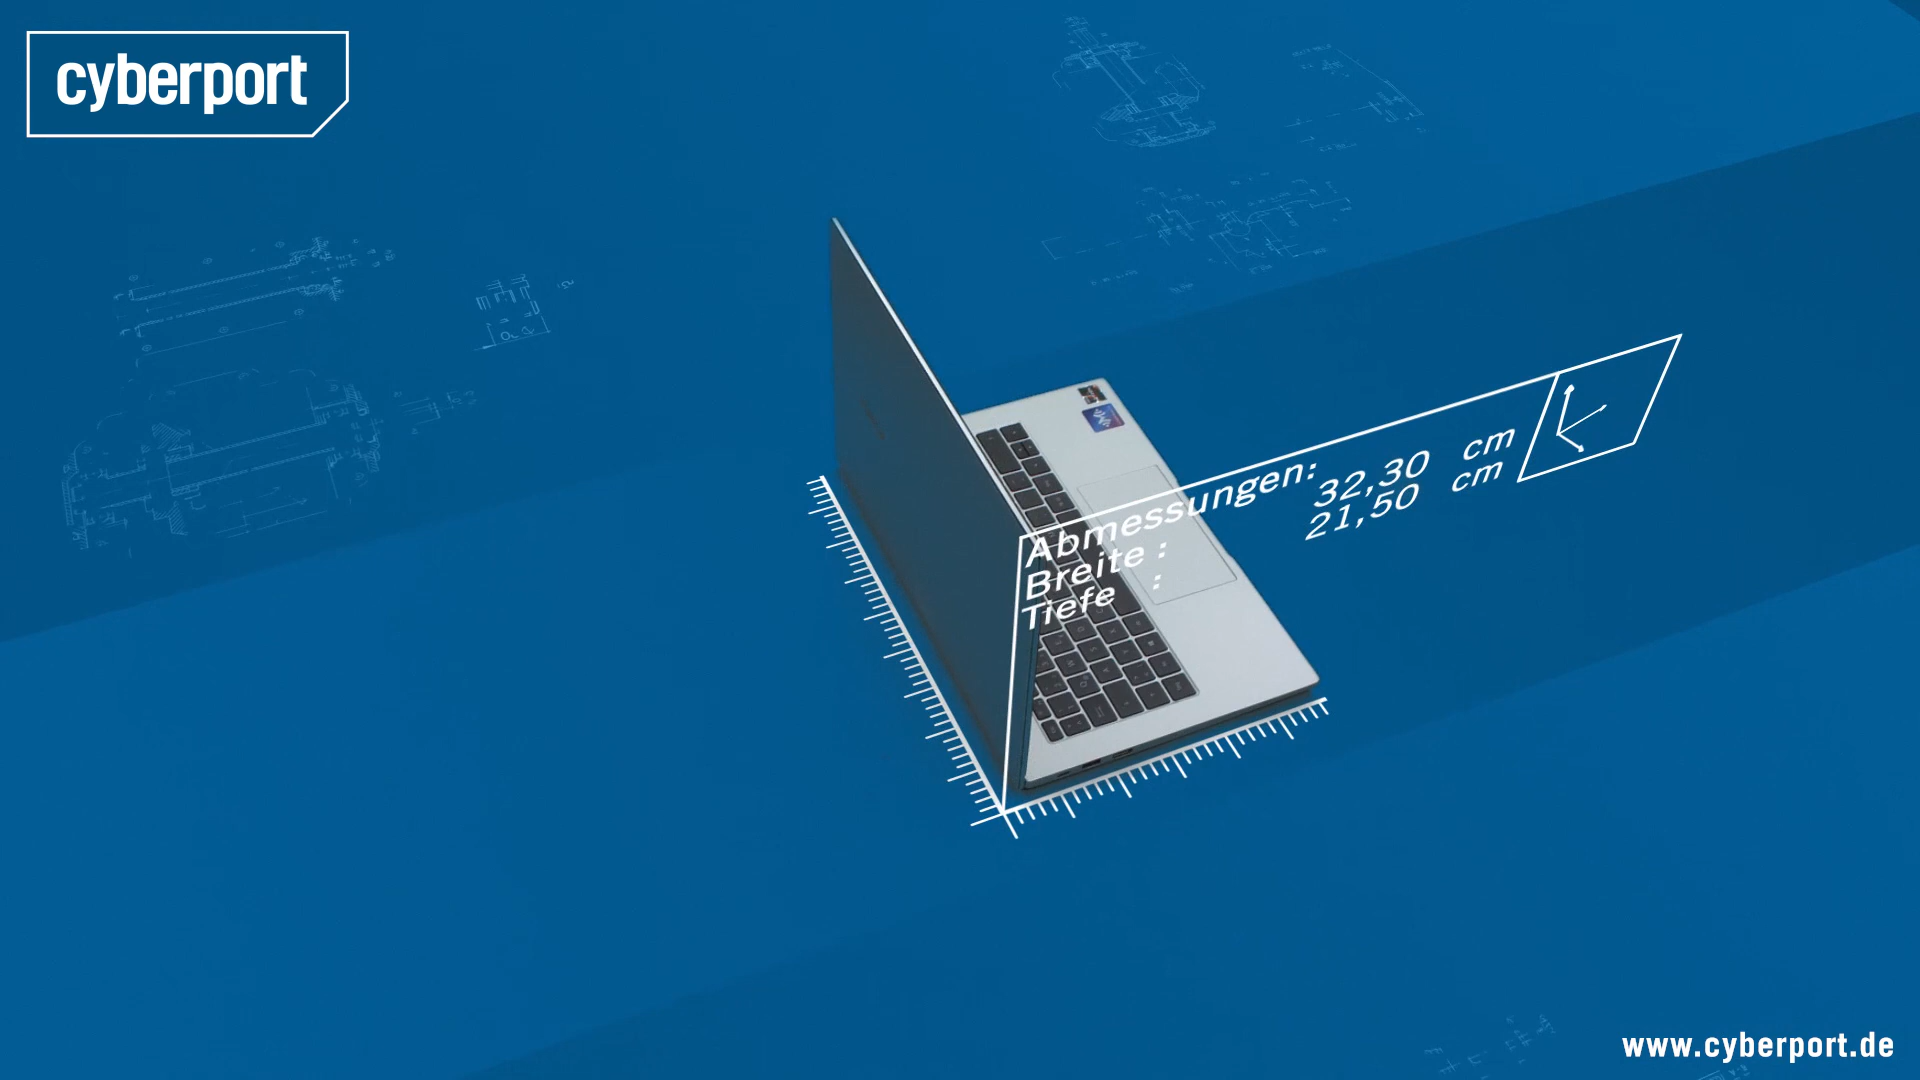 cyberport
Abmessungen:
Breite : 32,30 cm
Tiefe : 21,50 cm
www.cyberport.de